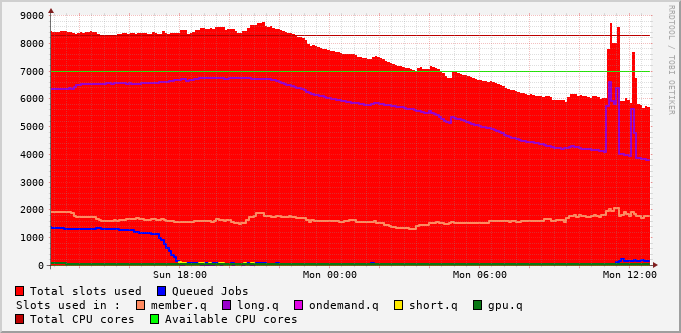 9000
8000
7000
6000
5000
4000
3000
2000
1000
0
Sun 18:00 Mon 00:00 Mon 06:00 Mon 12:00
RRDTOOL / TOBI OETIKER
Total slots used Queued Jobs
Slots used in : member.q long.q ondemand.q short.q gpu.q
Total CPU cores Available CPU cores